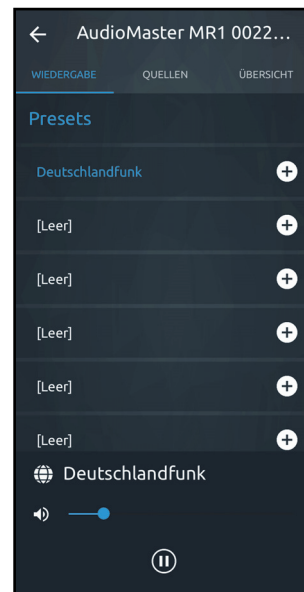 AudioMaster MR1 0022...
WIEDERGABE QUELLEN ÜBERSICHT
Presets
Deutschlandfunk
[Leer]
[Leer]
[Leer]
[Leer]
[Leer]
Deutschlandfunk